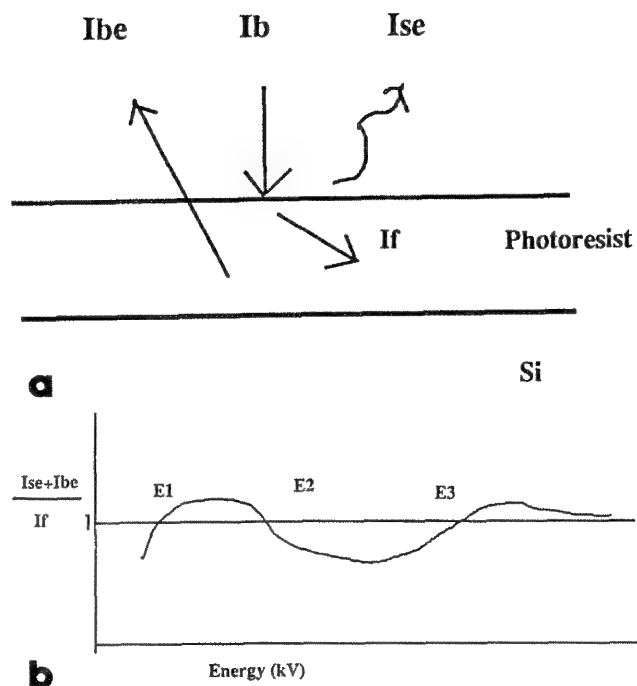 Ibe Ib Ise
If Photoresist
Si
a
E1 E2 E3
Ise+Ibe
If 1
Energy (kV)
b